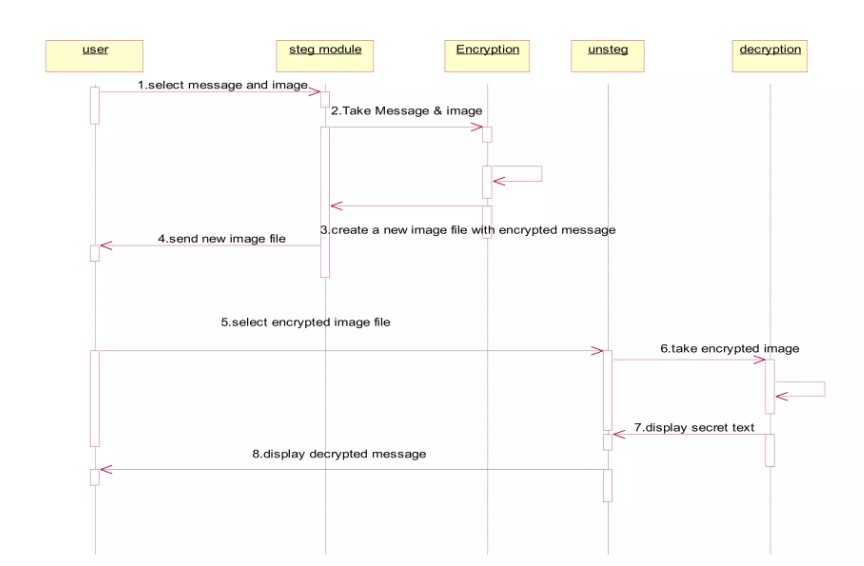 user
steg module
Encryption
unsteg
decryption
1.select message and image
2.Take Message & image
3.create a new image file with encrypted message
4.send new image file
5.select encrypted image file
6.take encrypted image
7.display secret text
8.display decrypted message